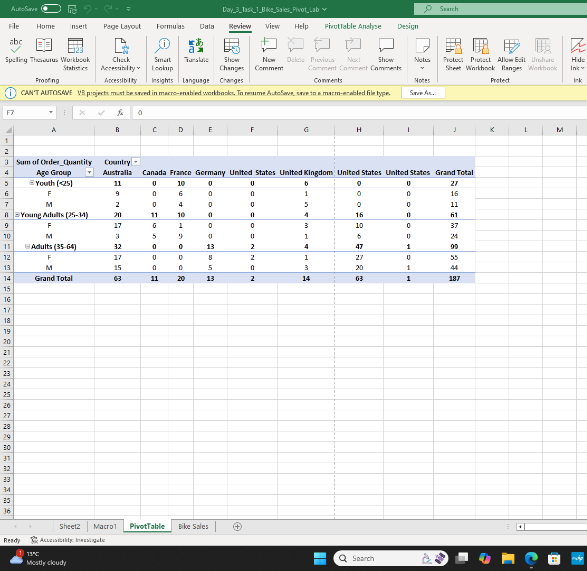 AutoSave Off Day_3_Task_1_Bike_Sales_Pivot_Lab Search
File Home Insert Page Layout Formulas Data Review View Help PivotTable Analyse Design
abc
Spelling Thesaurus Workbook Statistics Check Accessibility Smart Lookup Translate Show Changes New Comment Delete Previous Comment Next Comment Show Comments Notes Protect Sheet Protect Workbook Allow Edit Ranges Unshare Workbook Hide Ink
Proofing Accessibility Insights Language Changes Comments Notes Protect Ink
CAN'T AUTOSAVE VB projects must be saved in macro-enabled workbooks. To resume AutoSave, save to a macro-enabled file type. Save As...
F7 fx 0
A B C D E F G H I J K L M
1
2
3 Sum of Order_Quantity Country
4 Age Group Australia Canada France Germany United States United Kingdom United States United States Grand Total
5 Youth (<25) 11 0 10 0 0 6 0 0 27
6 F 9 0 6 0 0 1 0 0 16
7 M 2 0 4 0 0 5 0 0 11
8 Young Adults (25-34) 20 11 10 0 0 4 16 0 61
9 F 17 6 1 0 0 3 10 0 37
10 M 3 5 9 0 0 1 6 0 24
11 Adults (35-64) 32 0 0 13 2 4 47 1 99
12 F 17 0 0 8 2 1 27 0 55
13 M 15 0 0 5 0 3 20 1 44
14 Grand Total 63 11 20 13 2 14 63 1 187
15
16
17
18
19
20
21
22
23
24
25
26
27
28
29
30
31
32
33
34
35
36
Sheet2 Macro1 PivotTable Bike Sales
Ready Accessibility: Investigate
1 13°C
Mostly cloudy
Search